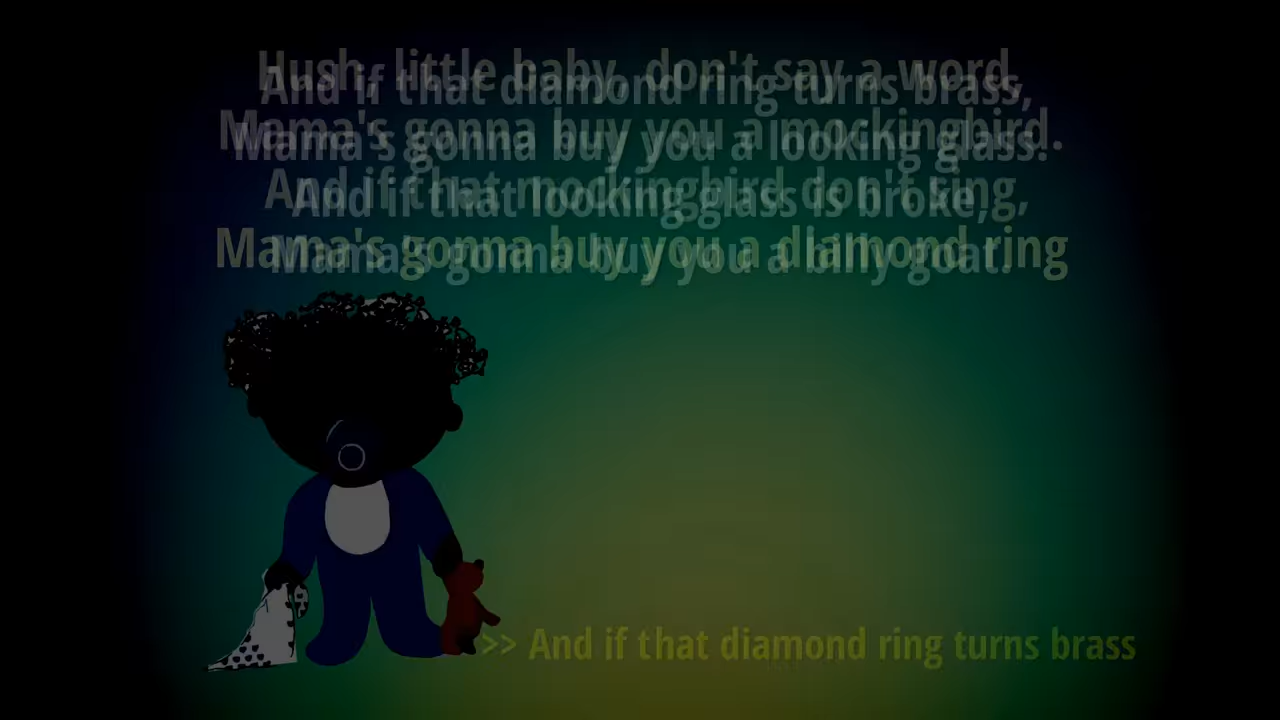 Hush, little baby, don't say a word,
And if that diamond ring turns brass,
Mama's gonna buy you a mockingbird.
Mama's gonna buy you a looking glass.
And if that mockingbird don't sing,
And if that looking glass is broke,
Mama's gonna buy you a diamond ring
Mama's gonna buy you a billy goat.
>> And if that diamond ring turns brass